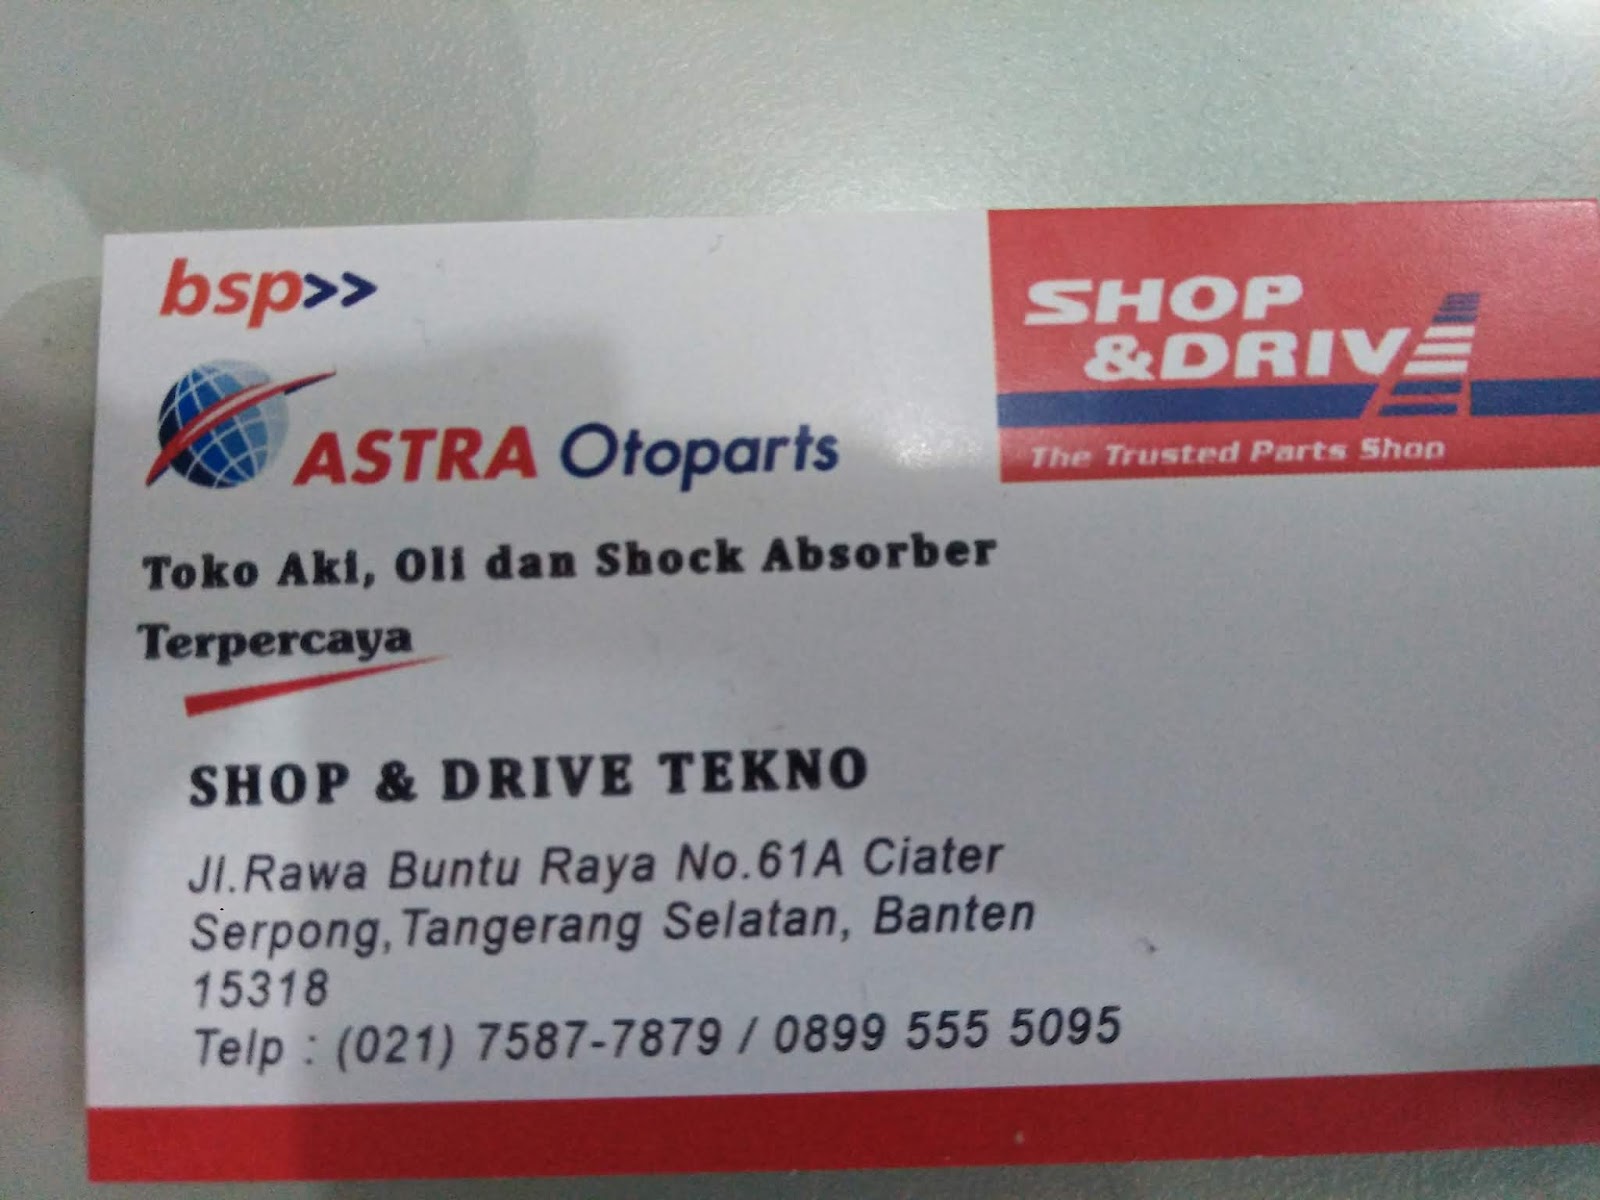 bsp>>
ASTRA Otoparts
SHOP
&DRIVE
The Trusted Parts Shop
Toko Aki, Oli dan Shock Absorber
Terpercaya
SHOP & DRIVE TEKNO
Jl.Rawa Buntu Raya No.61A Ciater
Serpong,Tangerang Selatan, Banten
15318
Telp : (021) 7587-7879 / 0899 555 5095